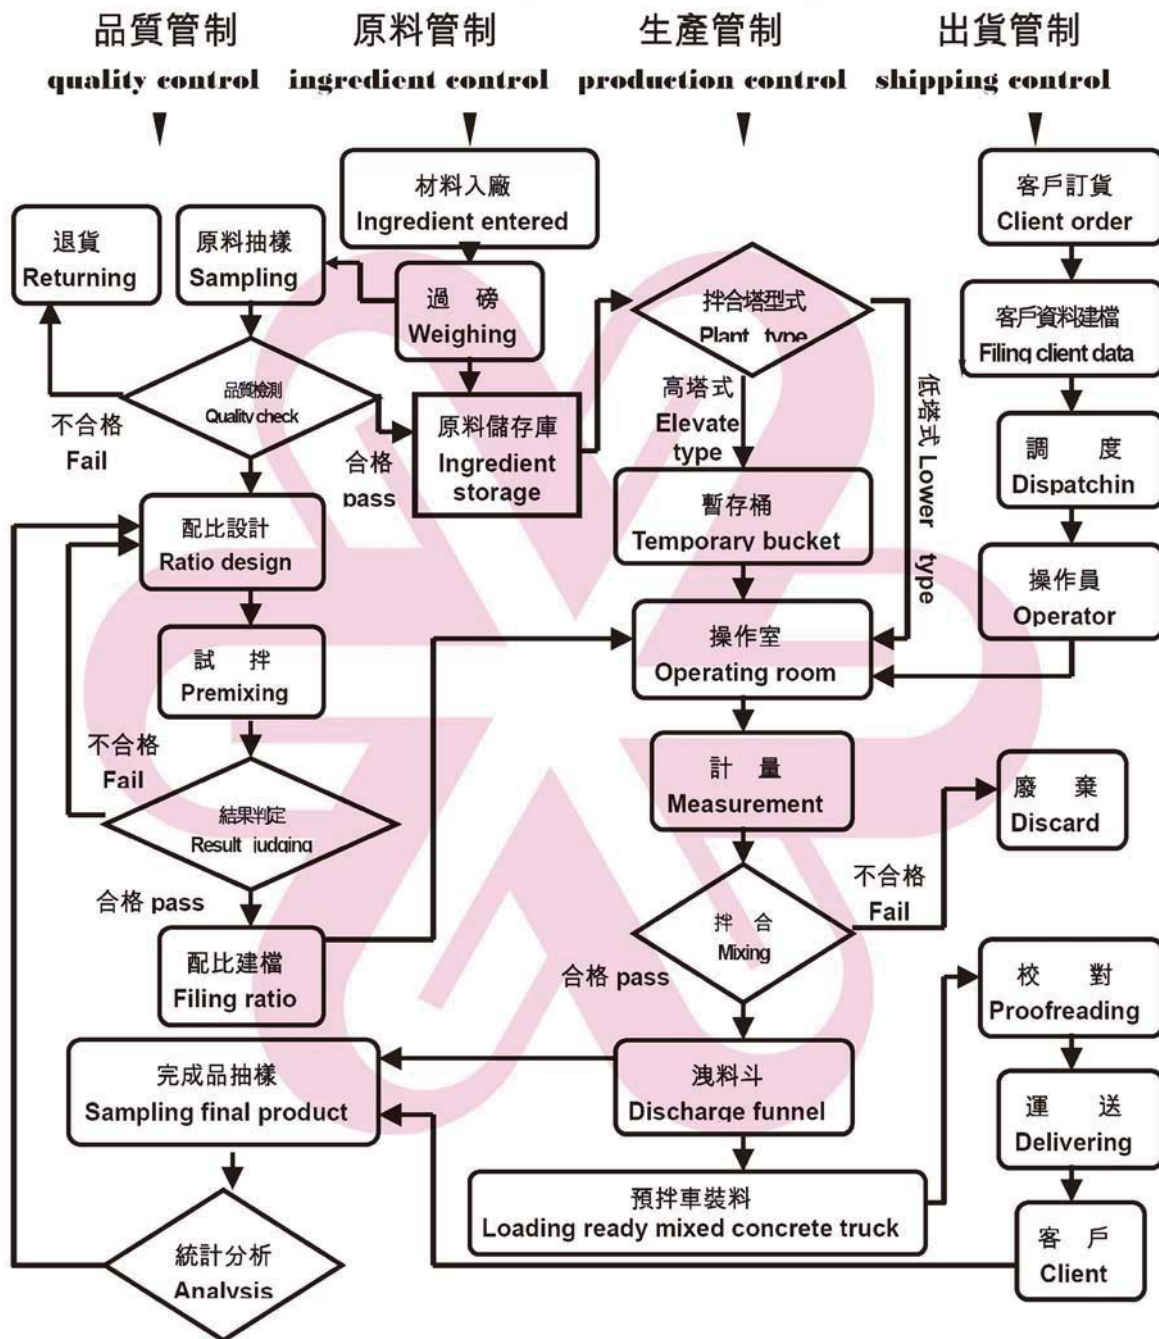 品質管制
quality control
原料管制
ingredient control
生產管制
production control
出貨管制
shipping control
退貨
Returning
原料抽樣
Sampling
品質檢測
Quality check
不合格
Fail
合格
pass
配比設計
Ratio design
試 拌
Premixing
不合格
Fail
結果判定
Result judging
合格 pass
配比建檔
Filing ratio
完成品抽樣
Sampling final product
統計分析
Analysis
材料入廠
Ingredient entered
過 磅
Weighing
原料儲存庫
Ingredient
storage
拌合塔型式
Plant type
高塔式
Elevate
type
低塔式 Lower type
暫存桶
Temporary bucket
操作室
Operating room
計 量
Measurement
拌 合
Mixing
不合格
Fail
合格 pass
洩料斗
Discharge funnel
預拌車裝料
Loading ready mixed concrete truck
客戶訂貨
Client order
客戶資料建檔
Filing client data
調 度
Dispatchin
操作員
Operator
廢 棄
Discard
校 對
Proofreading
運 送
Delivering
客 戶
Client